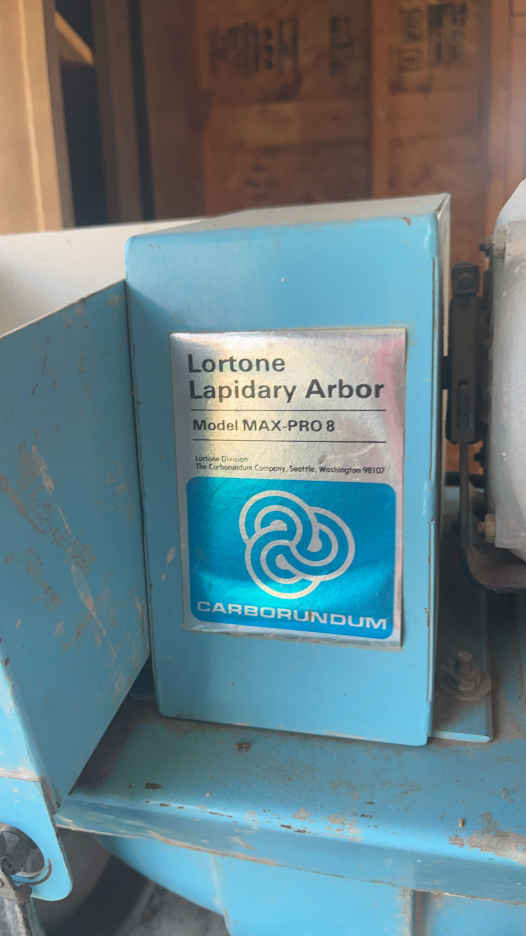 Lortone
Lapidary Arbor
Model MAX-PRO 8
Lortone Division
The Carborundum Company, Seattle, Washington 98107
CARBORUNDUM